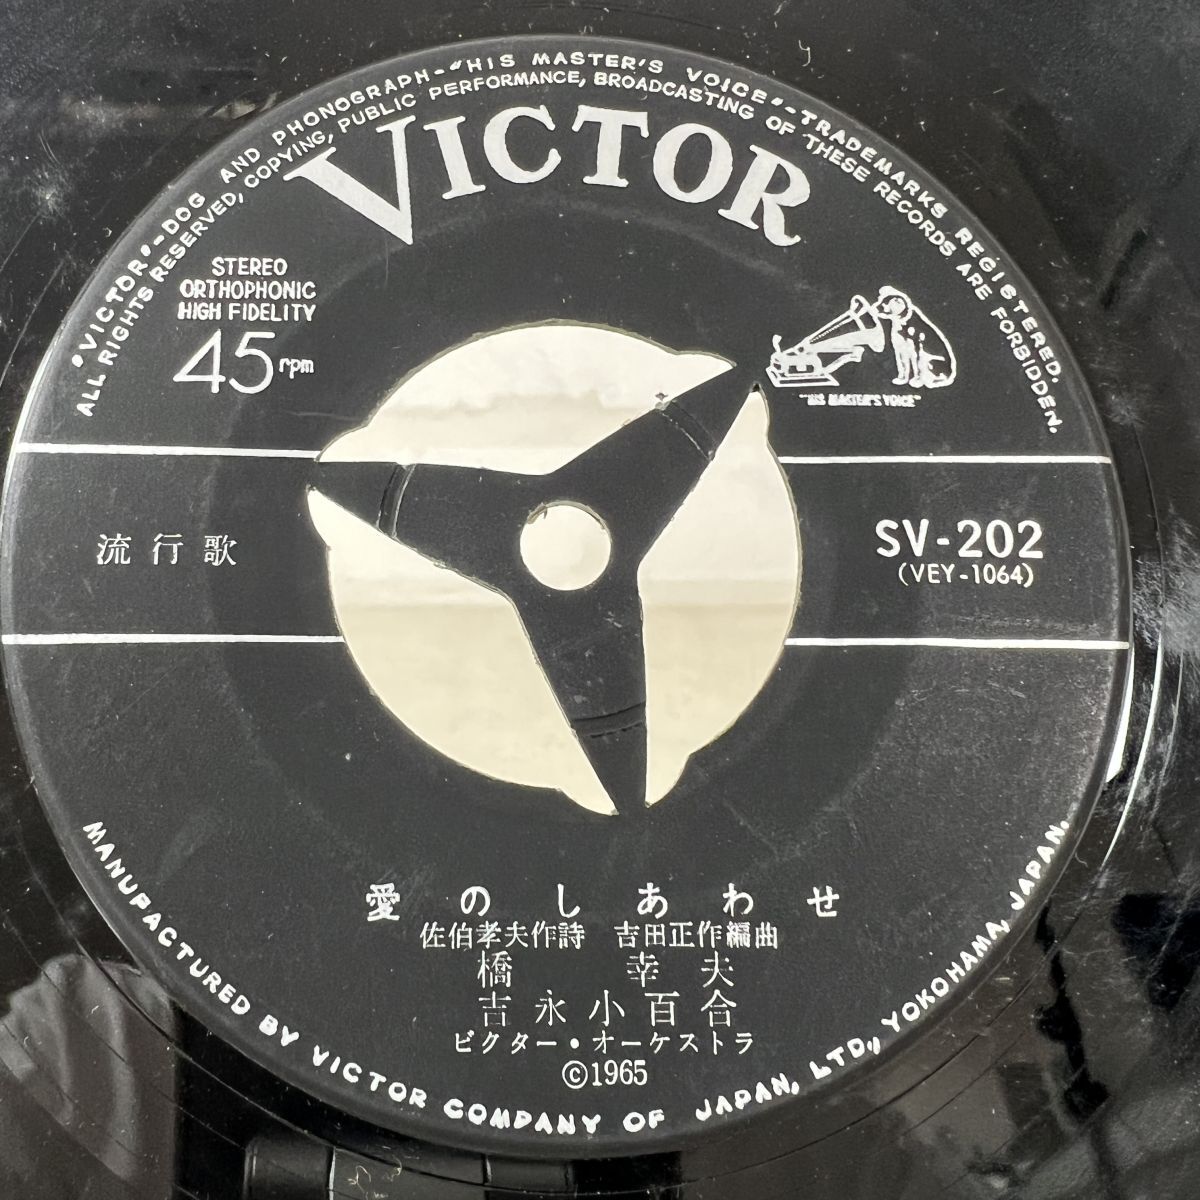 "VICTOR"-DOG AND PHONOGRAPH-"HIS MASTER'S VOICE"-TRADEMARKS REGISTERED.
ALL RIGHTS RESERVED, COPYING, PUBLIC PERFORMANCE, BROADCASTING OF THESE RECORDS ARE FORBIDDEN.
VICTOR
STEREO
ORTHOPHONIC
HIGH FIDELITY
45 rpm
"HIS MASTER'S VOICE"
流行歌
SV-202
(VEY-1064)
愛のしあわせ
佐伯孝夫作詩 吉田正作編曲
橋 幸夫
吉永小百合
ビクター・オーケストラ
©1965
MANUFACTURED BY VICTOR COMPANY OF JAPAN, LTD., YOKOHAMA, JAPAN.